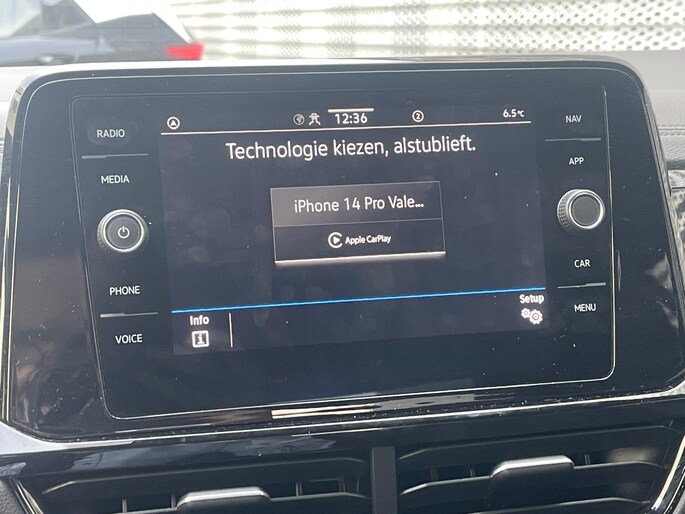 RADIO
MEDIA
PHONE
VOICE
12:36
2
6.5°C
Technologie kiezen, alstublieft.
iPhone 14 Pro Vale...
Apple CarPlay
Info
Setup
NAV
APP
CAR
MENU